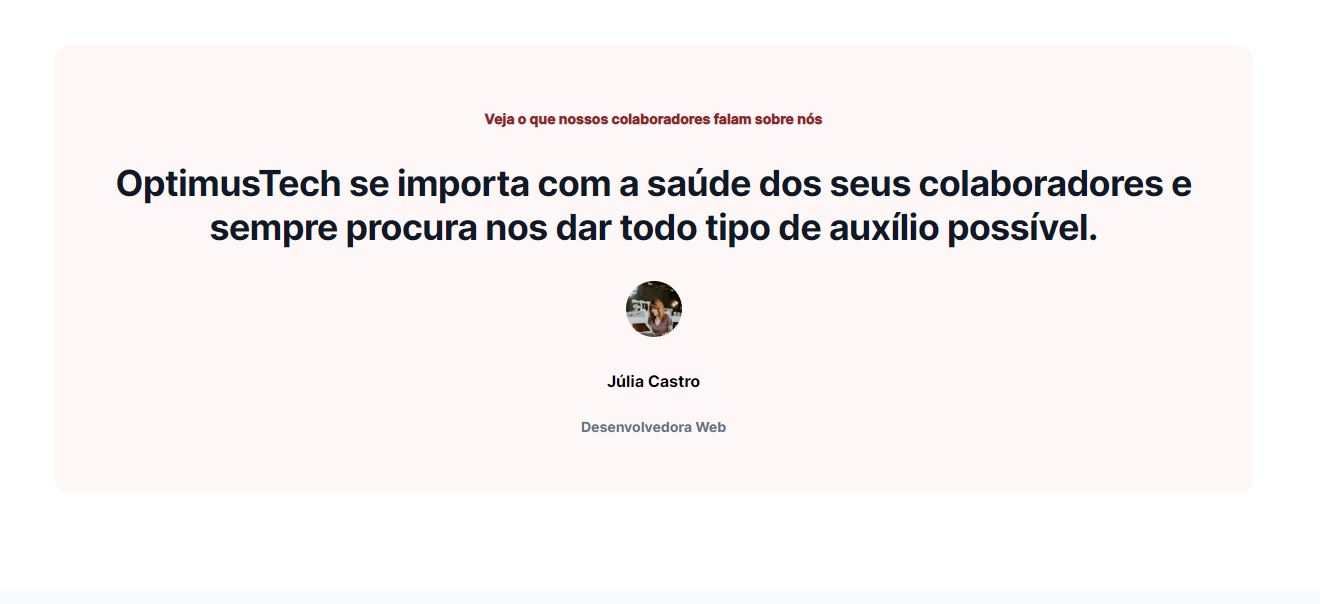 Veja o que nossos colaboradores falam sobre nós
OptimusTech se importa com a saúde dos seus colaboradores e
sempre procura nos dar todo tipo de auxílio possível.
Júlia Castro
Desenvolvedora Web